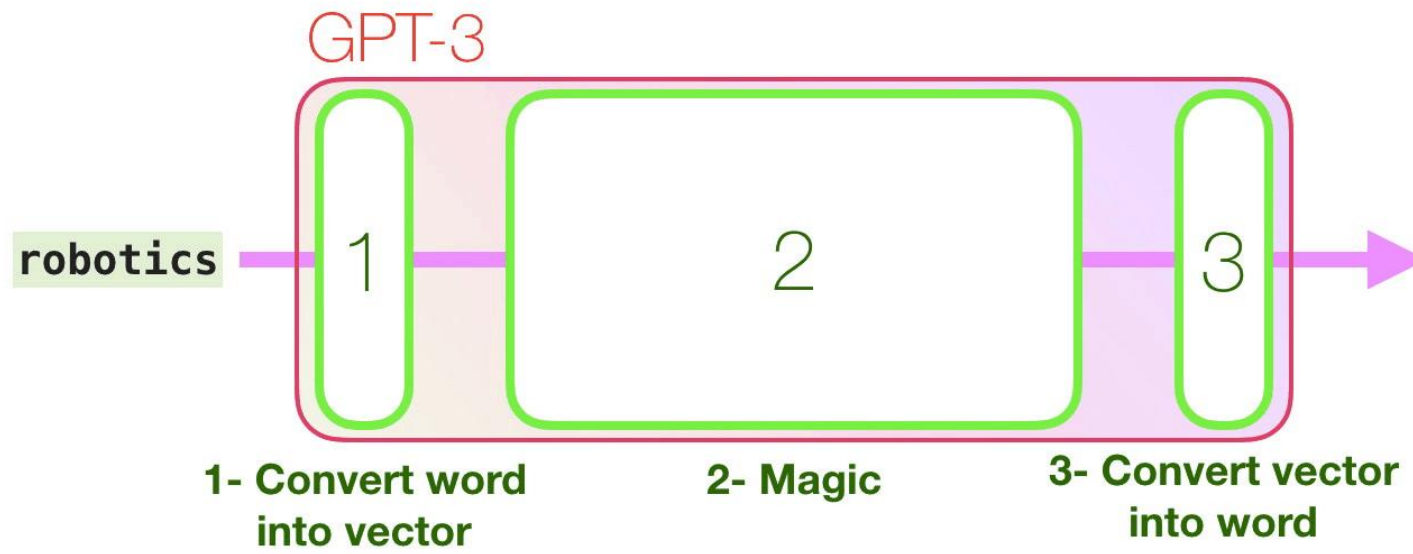 GPT-3
robotics
1
2
3
1- Convert word
into vector
2- Magic
3- Convert vector
into word